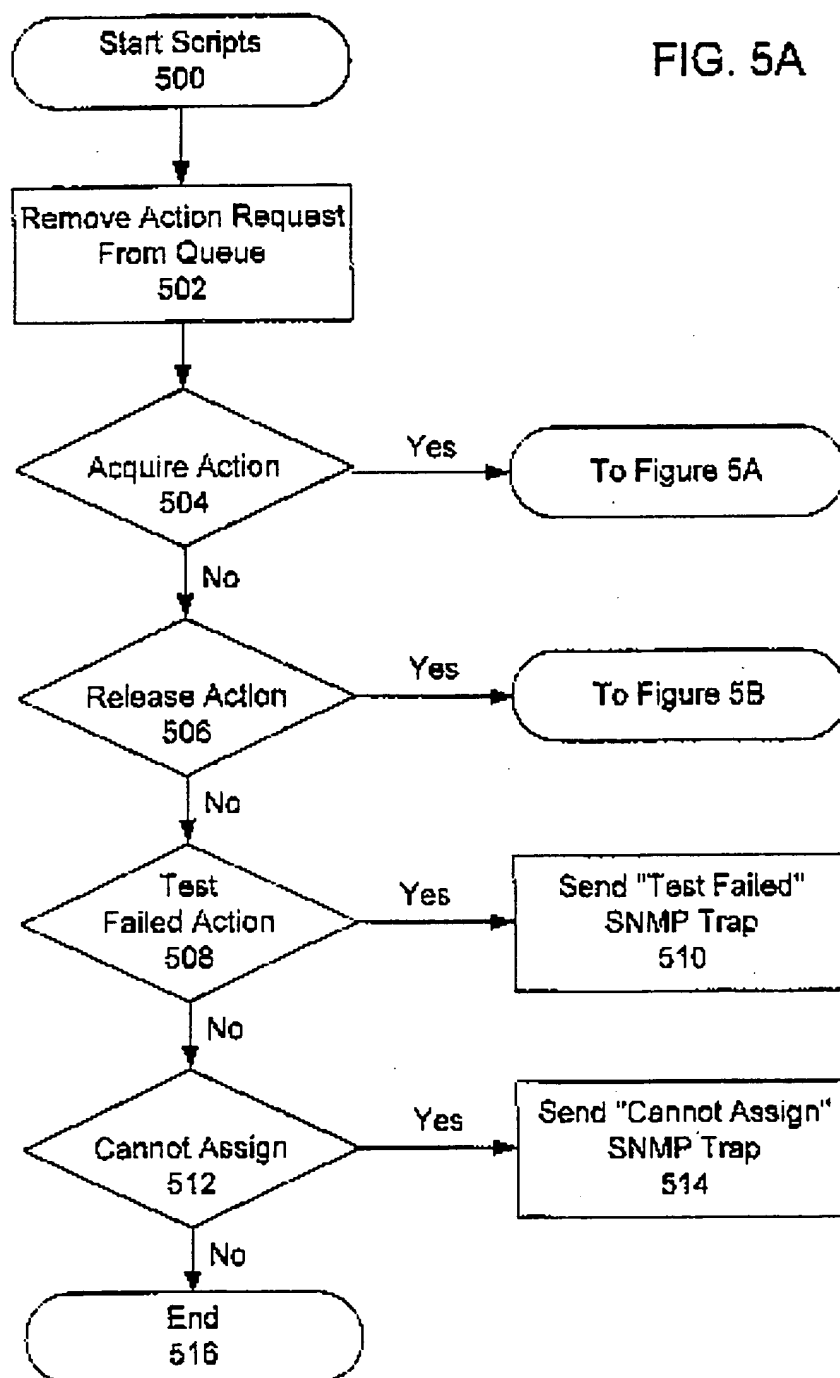 FIG. 5A
Start Scripts
500
Remove Action Request
From Queue
502
Acquire Action
504
Yes
To Figure 5A
No
Release Action
506
Yes
To Figure 5B
No
Test
Failed Action
508
Yes
Send "Test Failed"
SNMP Trap
510
No
Cannot Assign
512
Yes
Send "Cannot Assign"
SNMP Trap
514
No
End
516